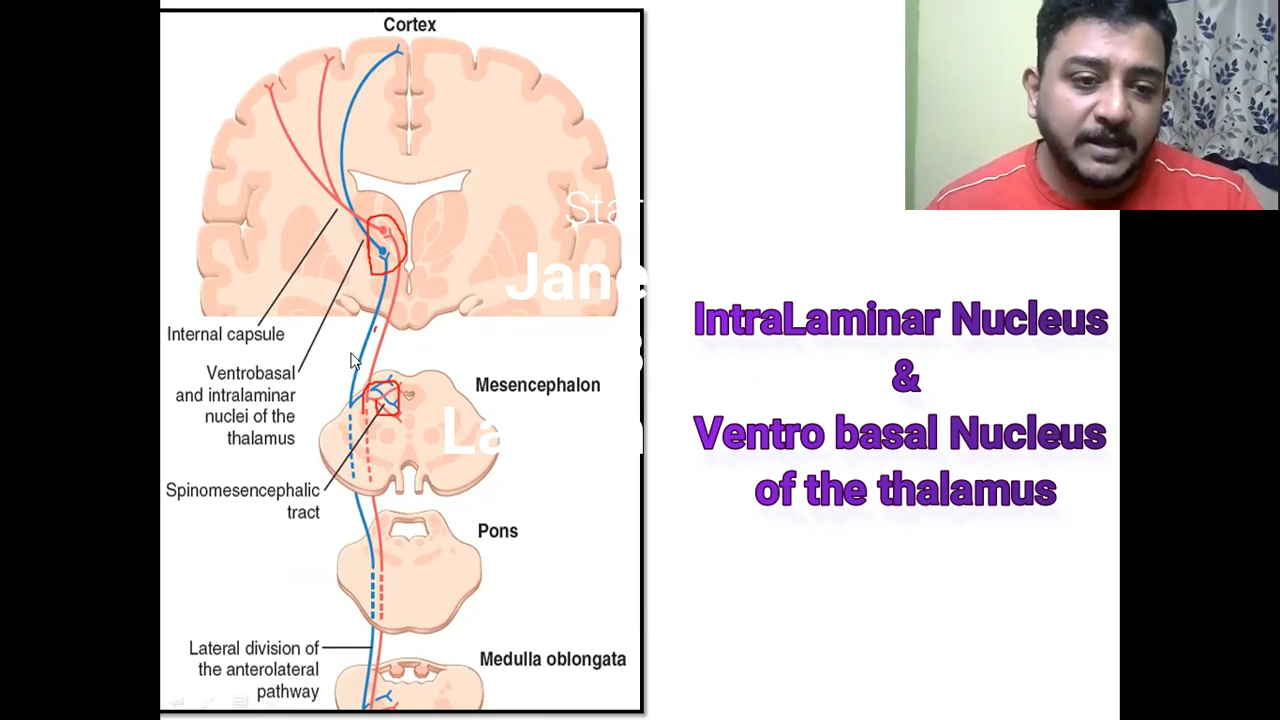 Cortex
Internal capsule
Ventrobasal
and intralaminar
nuclei of the
thalamus
Mesencephalon
Spinomesencephalic
tract
Pons
Lateral division of
the anterolateral
pathway
Medulla oblongata
IntraLaminar Nucleus
&
Ventro basal Nucleus
of the thalamus